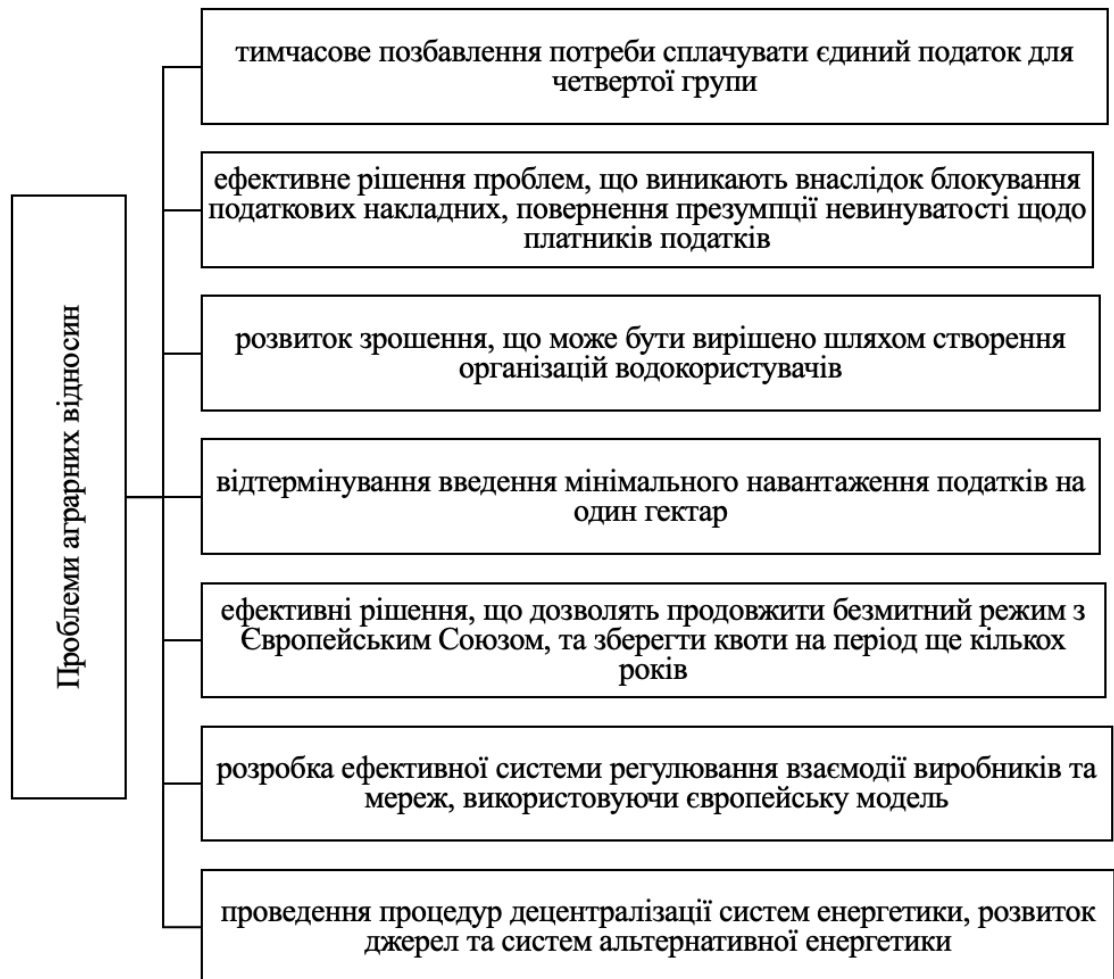 Проблеми аграрних відносин
тимчасове позбавлення потреби сплачувати єдиний податок для
четвертої групи
ефективне рішення проблем, що виникають внаслідок блокування
податкових накладних, повернення презумпції невинуватості щодо
платників податків
розвиток зрошення, що може бути вирішено шляхом створення
організацій водокористувачів
відтермінування введення мінімального навантаження податків на
один гектар
ефективні рішення, що дозволять продовжити безмитний режим з
Європейським Союзом, та зберегти квоти на період ще кількох
років
розробка ефективної системи регулювання взаємодії виробників та
мереж, використовуючи європейську модель
проведення процедур децентралізації систем енергетики, розвиток
джерел та систем альтернативної енергетики